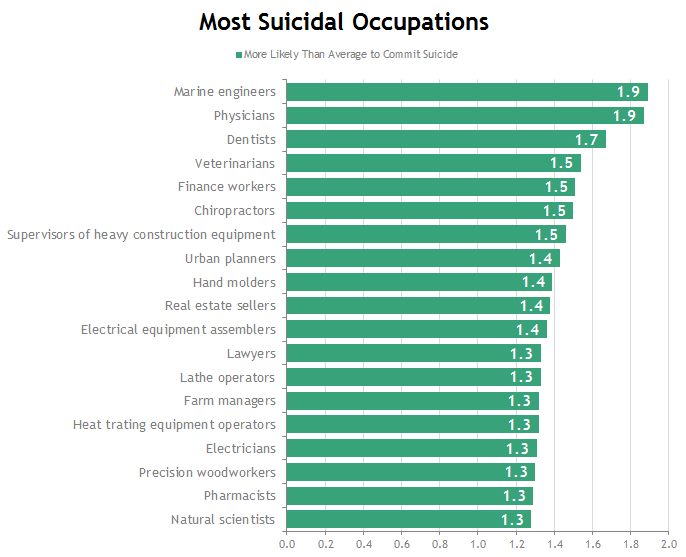 Most Suicidal Occupations
More Likely Than Average to Commit Suicide
Marine engineers 1.9
Physicians 1.9
Dentists 1.7
Veterinarians 1.5
Finance workers 1.5
Chiropractors 1.5
Supervisors of heavy construction equipment 1.5
Urban planners 1.4
Hand molders 1.4
Real estate sellers 1.4
Electrical equipment assemblers 1.4
Lawyers 1.3
Lathe operators 1.3
Farm managers 1.3
Heat trating equipment operators 1.3
Electricians 1.3
Precision woodworkers 1.3
Pharmacists 1.3
Natural scientists 1.3
0.0 0.2 0.4 0.6 0.8 1.0 1.2 1.4 1.6 1.8 2.0